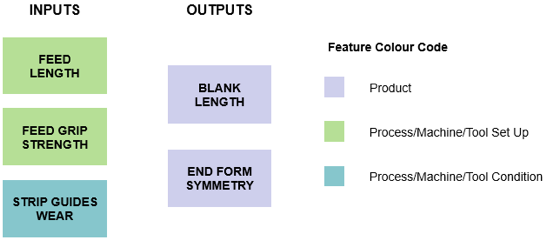 INPUTS
FEED
LENGTH
FEED GRIP
STRENGTH
STRIP GUIDES
WEAR
OUTPUTS
BLANK
LENGTH
END FORM
SYMMETRY
Feature Colour Code
Product
Process/Machine/Tool Set Up
Process/Machine/Tool Condition